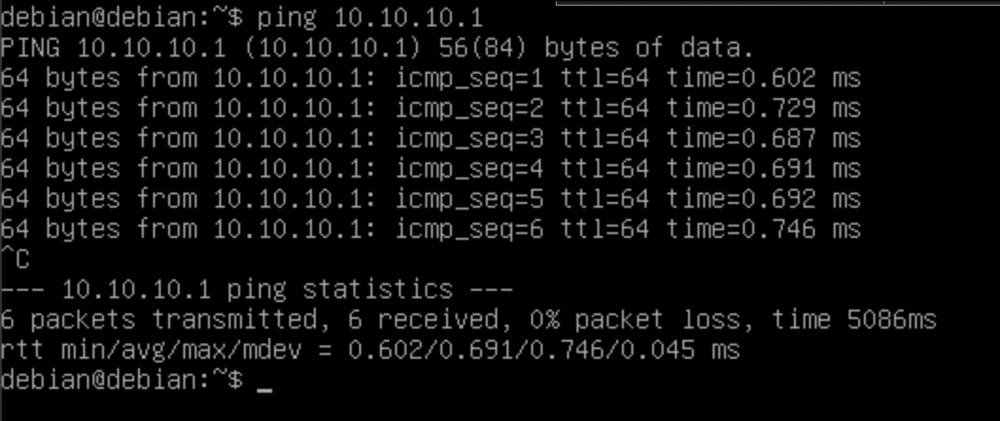 debian@debian:~$ ping 10.10.10.1
PING 10.10.10.1 (10.10.10.1) 56(84) bytes of data.
64 bytes from 10.10.10.1: icmp_seq=1 ttl=64 time=0.602 ms
64 bytes from 10.10.10.1: icmp_seq=2 ttl=64 time=0.729 ms
64 bytes from 10.10.10.1: icmp_seq=3 ttl=64 time=0.687 ms
64 bytes from 10.10.10.1: icmp_seq=4 ttl=64 time=0.691 ms
64 bytes from 10.10.10.1: icmp_seq=5 ttl=64 time=0.692 ms
64 bytes from 10.10.10.1: icmp_seq=6 ttl=64 time=0.746 ms
^C
--- 10.10.10.1 ping statistics ---
6 packets transmitted, 6 received, 0% packet loss, time 5086ms
rtt min/avg/max/mdev = 0.602/0.691/0.746/0.045 ms
debian@debian:~$ _